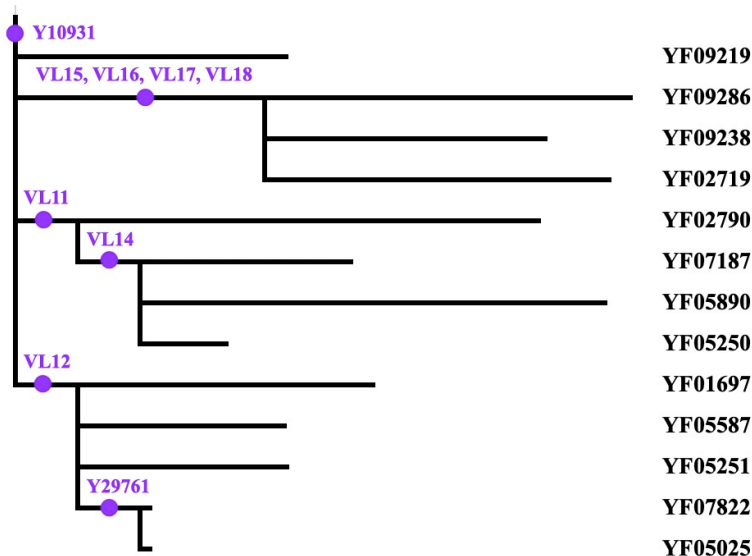 Y10931
YF09219
VL15, VL16, VL17, VL18
YF09286
YF09238
YF02719
VL11
YF02790
VL14
YF07187
YF05890
YF05250
VL12
YF01697
YF05587
YF05251
Y29761
YF07822
YF05025